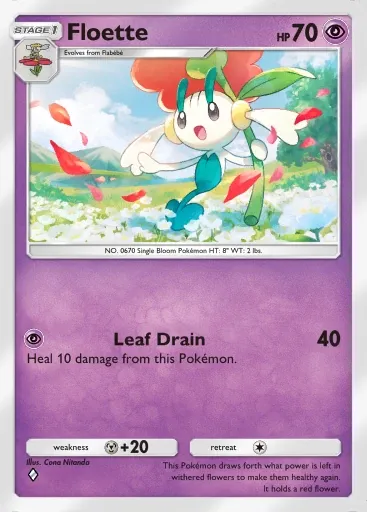 STAGE 1
Floette
HP 70
Evolves from Flabébé
NO. 0670 Single Bloom Pokémon HT: 8" WT: 2 lbs.
Leaf Drain 40
Heal 10 damage from this Pokémon.
weakness +20 retreat
Illus. Cona Nitanda
This Pokémon draws forth what power is left in
withered flowers to make them healthy again.
It holds a red flower.